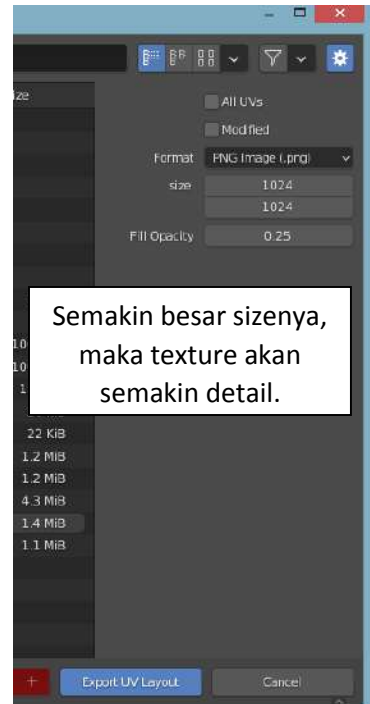 ize
All UVs
Modified
Format PNG Image (.png)
size 1024
1024
Fill Opacity 0.25
Semakin besar sizenya,
maka texture akan
semakin detail.
22 KiB
1.2 MiB
1.2 MiB
4.3 MiB
1.4 MiB
1.1 MiB
Export UV Layout Cancel